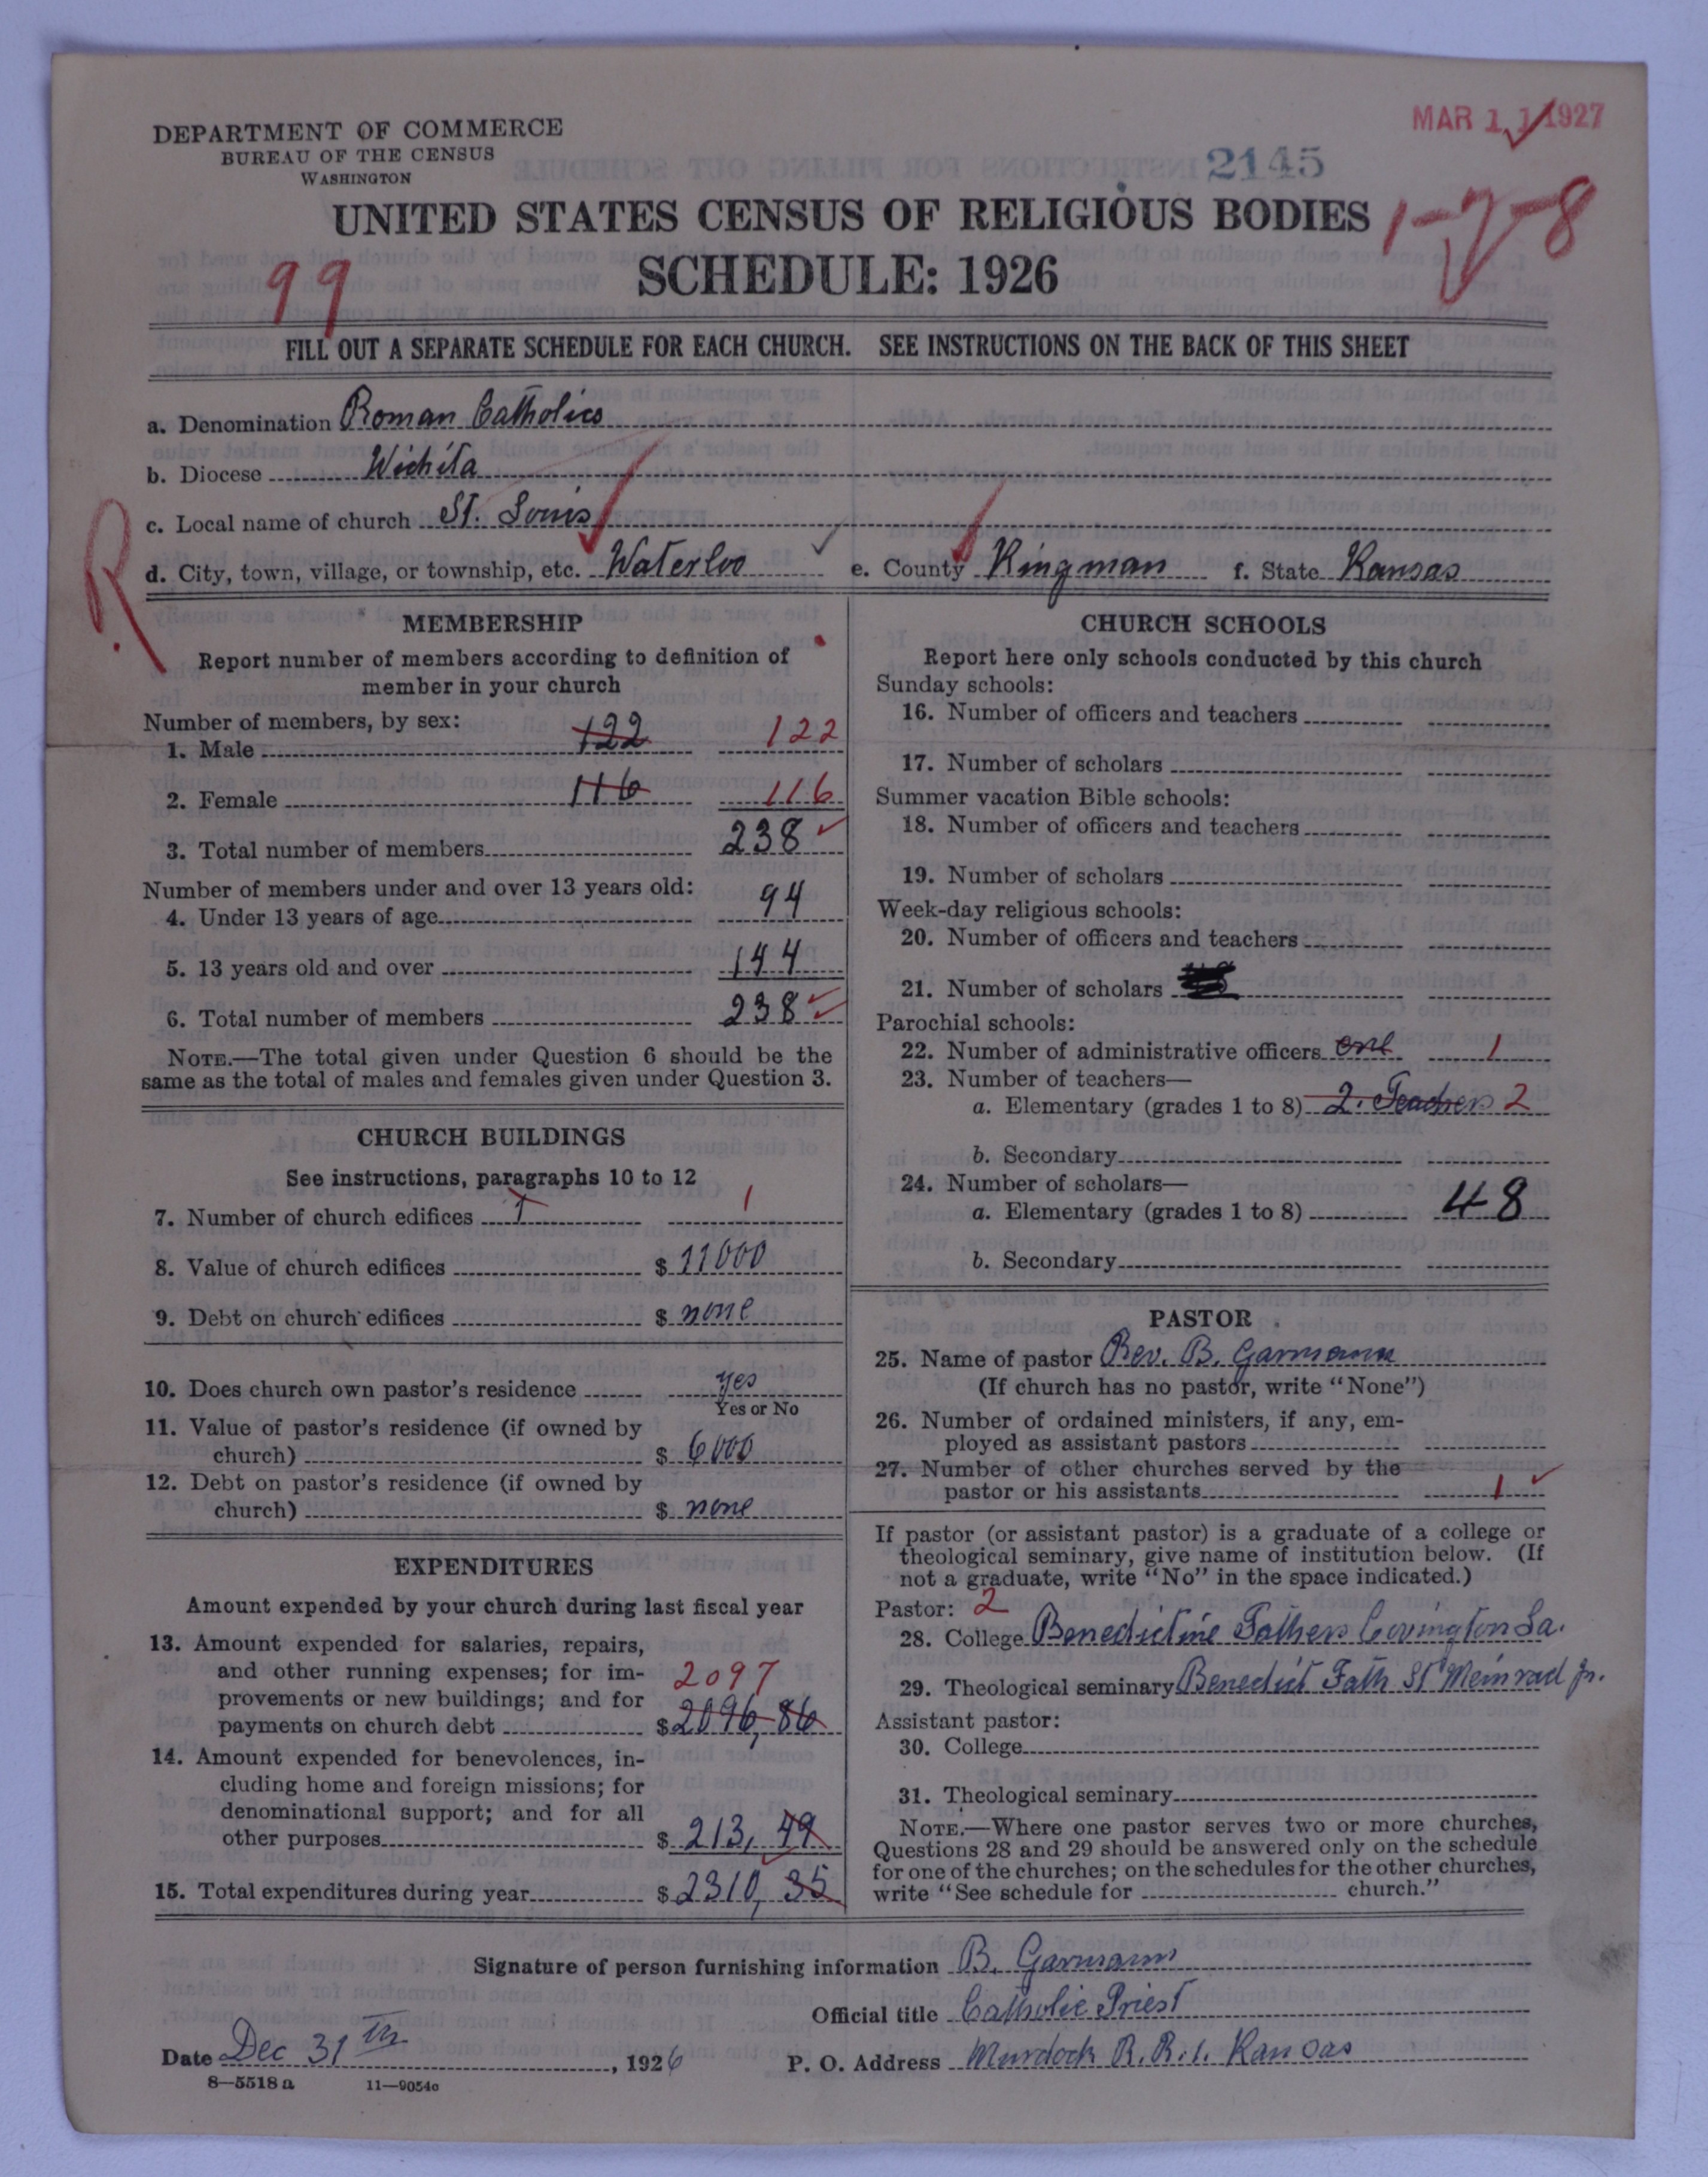 MAR 11 1927
DEPARTMENT OF COMMERCE
BUREAU OF THE CENSUS
WASHINGTON
2145
UNITED STATES CENSUS OF RELIGIOUS BODIES
1-7-8
99
SCHEDULE: 1926
FILL OUT A SEPARATE SCHEDULE FOR EACH CHURCH. SEE INSTRUCTIONS ON THE BACK OF THIS SHEET
a. Denomination Roman Catholics
b. Diocese Wichita
c. Local name of church St. Louis
R
d. City, town, village, or township, etc. Waterloo e. County Kingman f. State Kansas
MEMBERSHIP
Report number of members according to definition of
member in your church
Number of members, by sex:
1. Male 122 122
2. Female 116 116
3. Total number of members 238
Number of members under and over 13 years old:
4. Under 13 years of age 94
5. 13 years old and over 144
6. Total number of members 238
NOTE.—The total given under Question 6 should be the
same as the total of males and females given under Question 3.
CHURCH BUILDINGS
See instructions, paragraphs 10 to 12
7. Number of church edifices 1 1
8. Value of church edifices $ 11000
9. Debt on church edifices $ none
10. Does church own pastor's residence yes
Yes or No
11. Value of pastor's residence (if owned by
church) $ 6000
12. Debt on pastor's residence (if owned by
church) $ none
EXPENDITURES
Amount expended by your church during last fiscal year
13. Amount expended for salaries, repairs,
and other running expenses; for im-
provements or new buildings; and for
2097
payments on church debt $ 2096,86
14. Amount expended for benevolences, in-
cluding home and foreign missions; for
denominational support; and for all
other purposes $ 213,49
15. Total expenditures during year $ 2310,35
CHURCH SCHOOLS
Report here only schools conducted by this church
Sunday schools:
16. Number of officers and teachers
17. Number of scholars
Summer vacation Bible schools:
18. Number of officers and teachers
19. Number of scholars
Week-day religious schools:
20. Number of officers and teachers
21. Number of scholars
Parochial schools:
22. Number of administrative officers one 1
23. Number of teachers—
a. Elementary (grades 1 to 8) 2. Teachers 2
b. Secondary
24. Number of scholars—
a. Elementary (grades 1 to 8) 48
b. Secondary
PASTOR
25. Name of pastor Rev. B. Garmann
(If church has no pastor, write "None")
26. Number of ordained ministers, if any, em-
ployed as assistant pastors
27. Number of other churches served by the
pastor or his assistants 1
If pastor (or assistant pastor) is a graduate of a college or
theological seminary, give name of institution below. (If
not a graduate, write "No" in the space indicated.)
Pastor: 2
28. College Benedictine Fathers Covington La.
29. Theological seminary Benedict Fath St Meinrad
Assistant pastor:
30. College
31. Theological seminary
NOTE.—Where one pastor serves two or more churches,
Questions 28 and 29 should be answered only on the schedule
for one of the churches; on the schedules for the other churches,
write "See schedule for church."
Signature of person furnishing information B. Garmann
Official title Catholic Priest
Date Dec 31 th, 1926 P. O. Address Murdock R.R.1. Kansas
8—5518 a 11—9054c